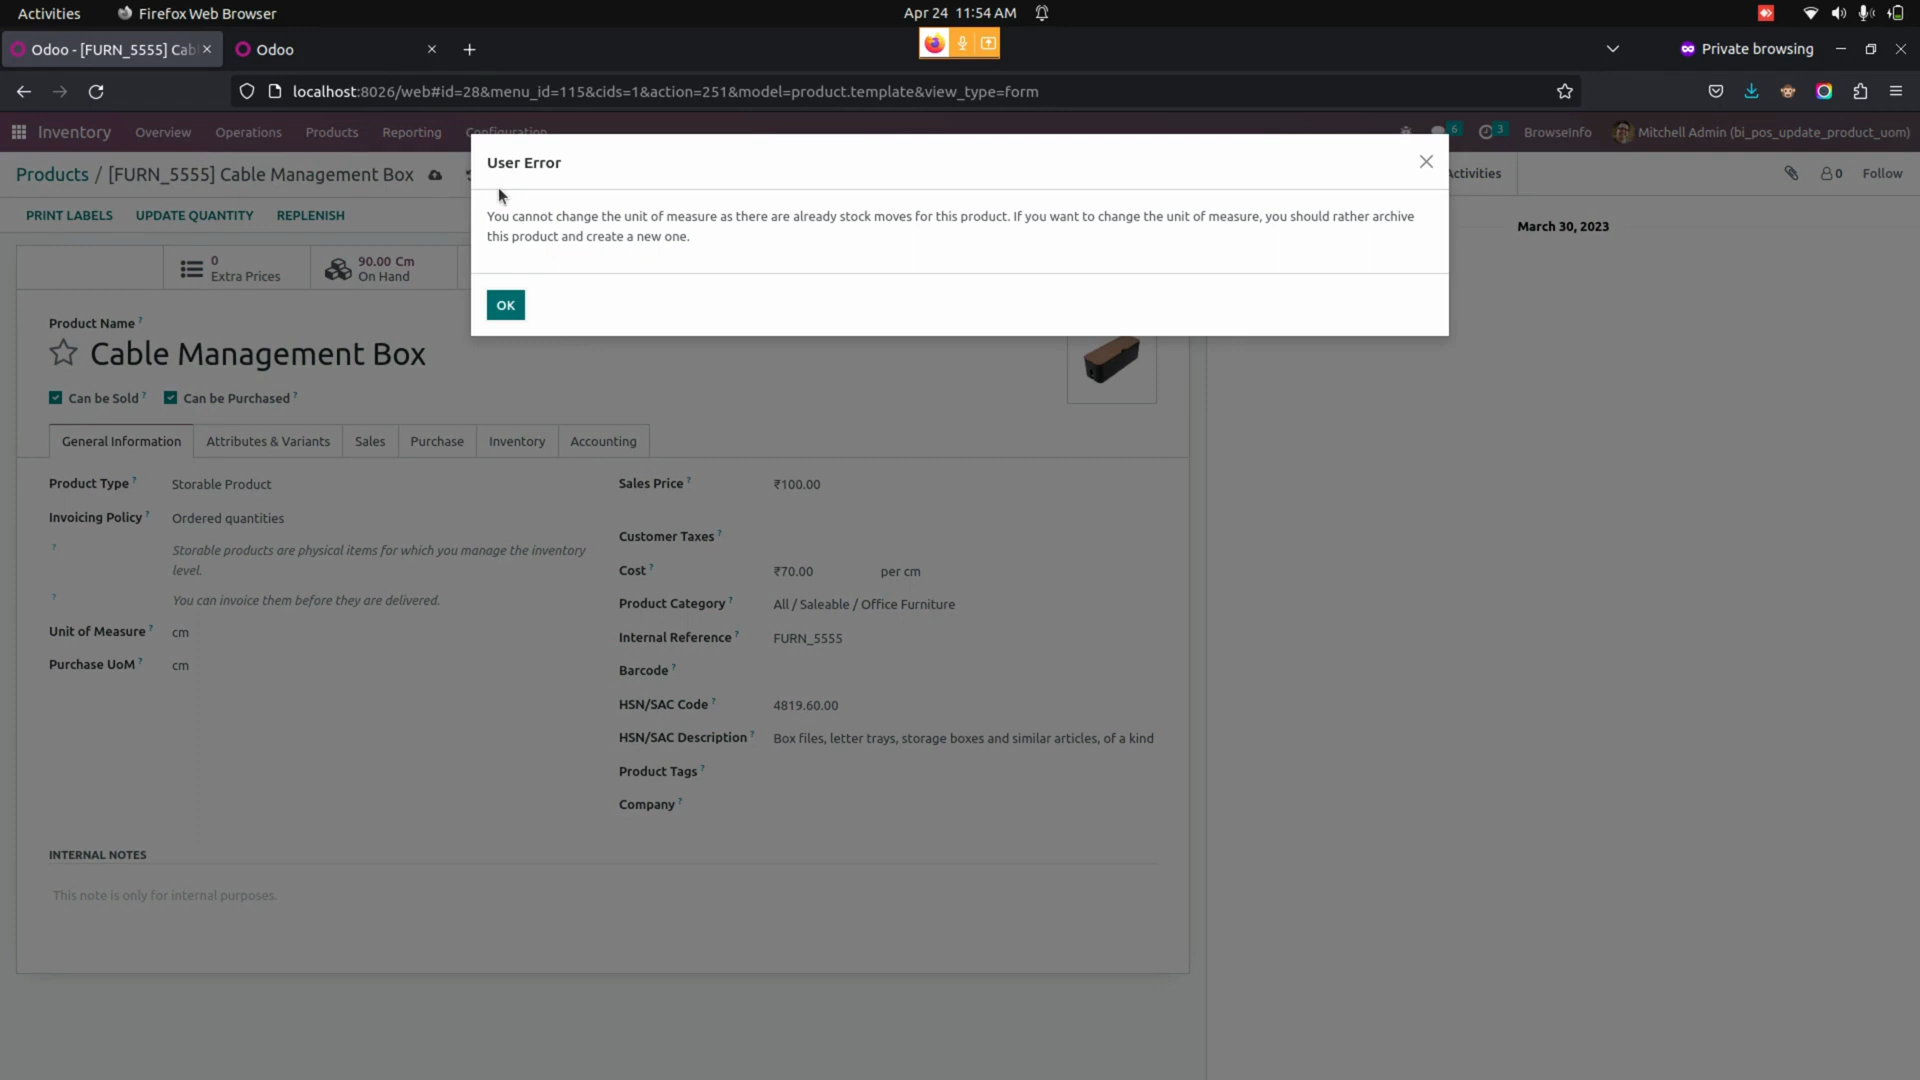 Activities Firefox Web Browser Apr 24 11:54 AM
Odoo - [FURN_5555] Cab Odoo Private browsing
localhost:8026/web#id=28&menu_id=115&cids=1&action=251&model=product.template&view_type=form
Inventory Overview Operations Products Reporting Configuration 6 3 BrowseInfo Mitchell Admin (bi_pos_update_product_uom)
User Error
Products / [FURN_5555] Cable Management Box Activities 0 Follow
PRINT LABELS UPDATE QUANTITY REPLENISH
You cannot change the unit of measure as there are already stock moves for this product. If you want to change the unit of measure, you should rather archive
this product and create a new one.
March 30, 2023
0 90.00 Cm
Extra Prices On Hand
OK
Product Name ?
Cable Management Box
Can be Sold ? Can be Purchased ?
General Information Attributes & Variants Sales Purchase Inventory Accounting
Product Type ? Storable Product Sales Price ? ₹100.00
Invoicing Policy ? Ordered quantities
Customer Taxes ?
? Storable products are physical items for which you manage the inventory
level.
Cost ? ₹70.00 per cm
? You can invoice them before they are delivered.
Product Category ? All / Saleable / Office Furniture
Unit of Measure ? cm Internal Reference ? FURN_5555
Purchase UoM ? cm Barcode ?
HSN/SAC Code ? 4819.60.00
HSN/SAC Description ? Box files, letter trays, storage boxes and similar articles, of a kind
Product Tags ?
Company ?
INTERNAL NOTES
This note is only for internal purposes.